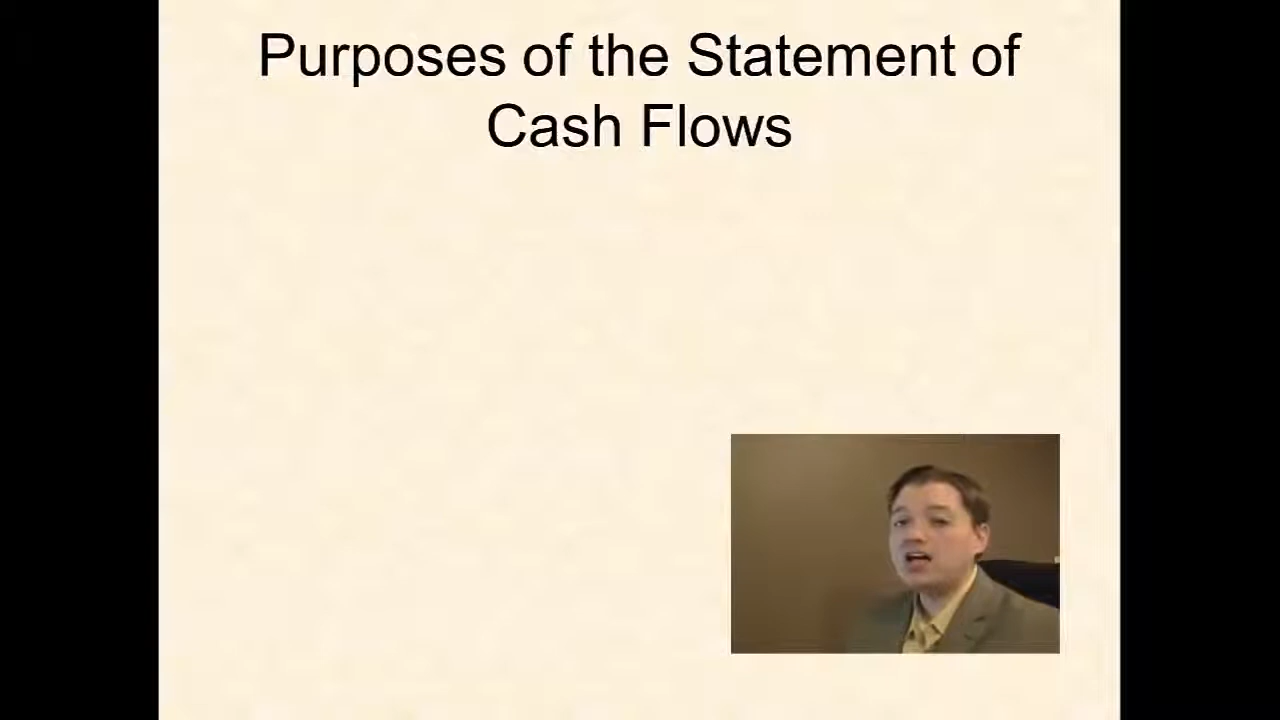 Purposes of the Statement of
Cash Flows